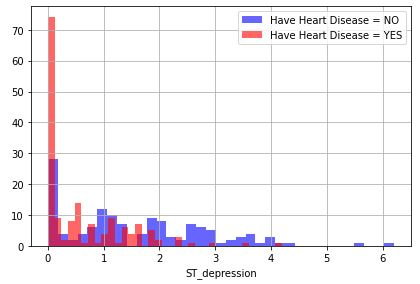 Have Heart Disease = NO
Have Heart Disease = YES
70
60
50
40
30
20
10
0
0 1 2 3 4 5 6
ST_depression